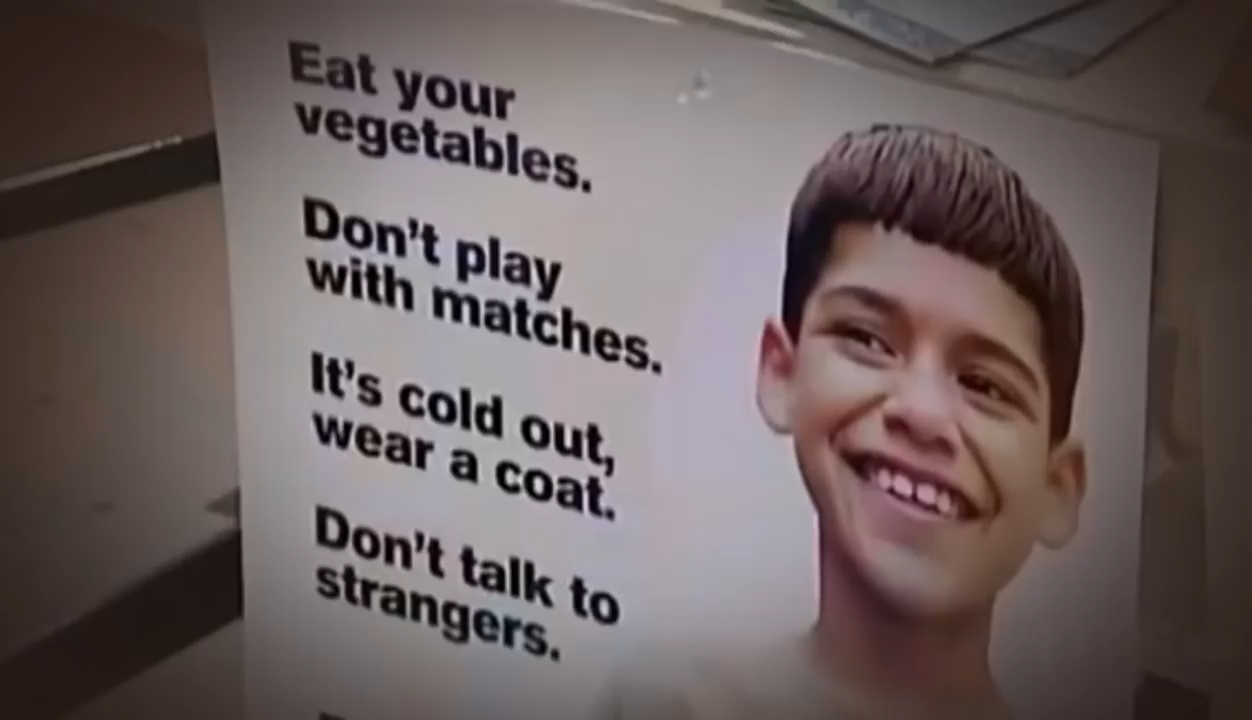 Eat your
vegetables.
Don't play
with matches.
It's cold out,
wear a coat.
Don't talk to
strangers.